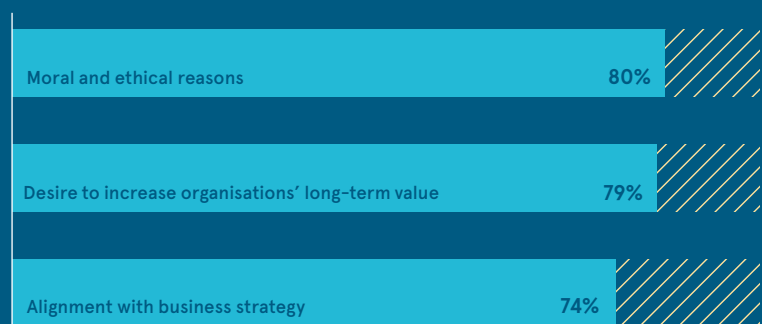 Moral and ethical reasons 80%
Desire to increase organisations’ long-term value 79%
Alignment with business strategy 74%